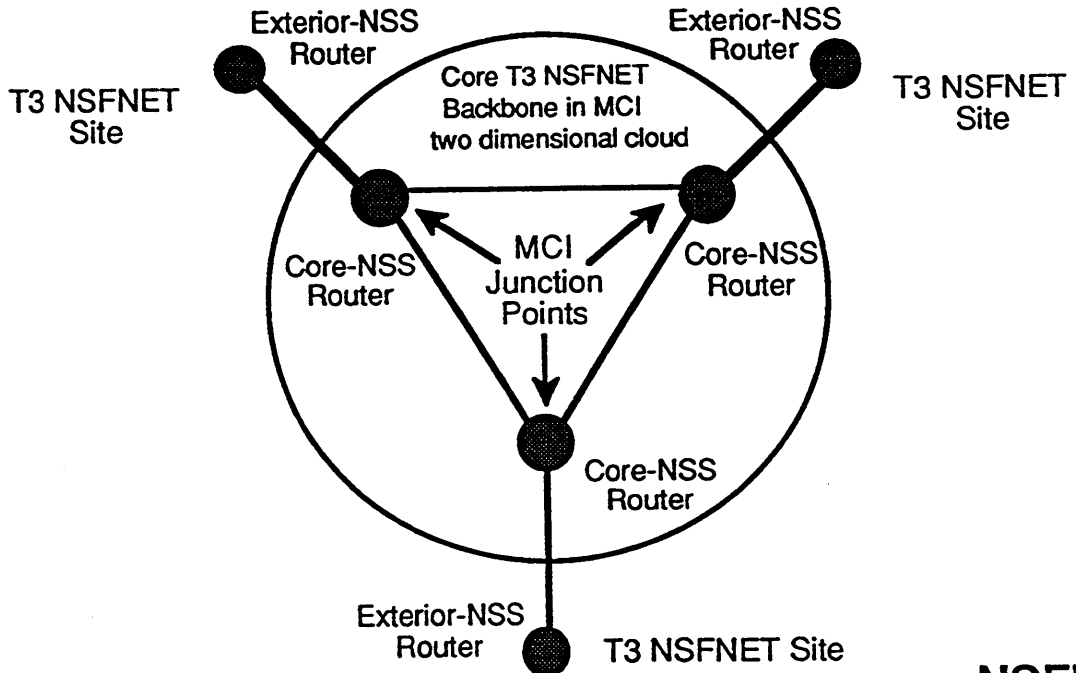 Exterior-NSS
Router
Exterior-NSS
Router
Core T3 NSFNET
Backbone in MCI
two dimensional cloud
T3 NSFNET
Site
T3 NSFNET
Site
MCI
Junction
Points
Core-NSS
Router
Core-NSS
Router
Core-NSS
Router
Exterior-NSS
Router
T3 NSFNET Site